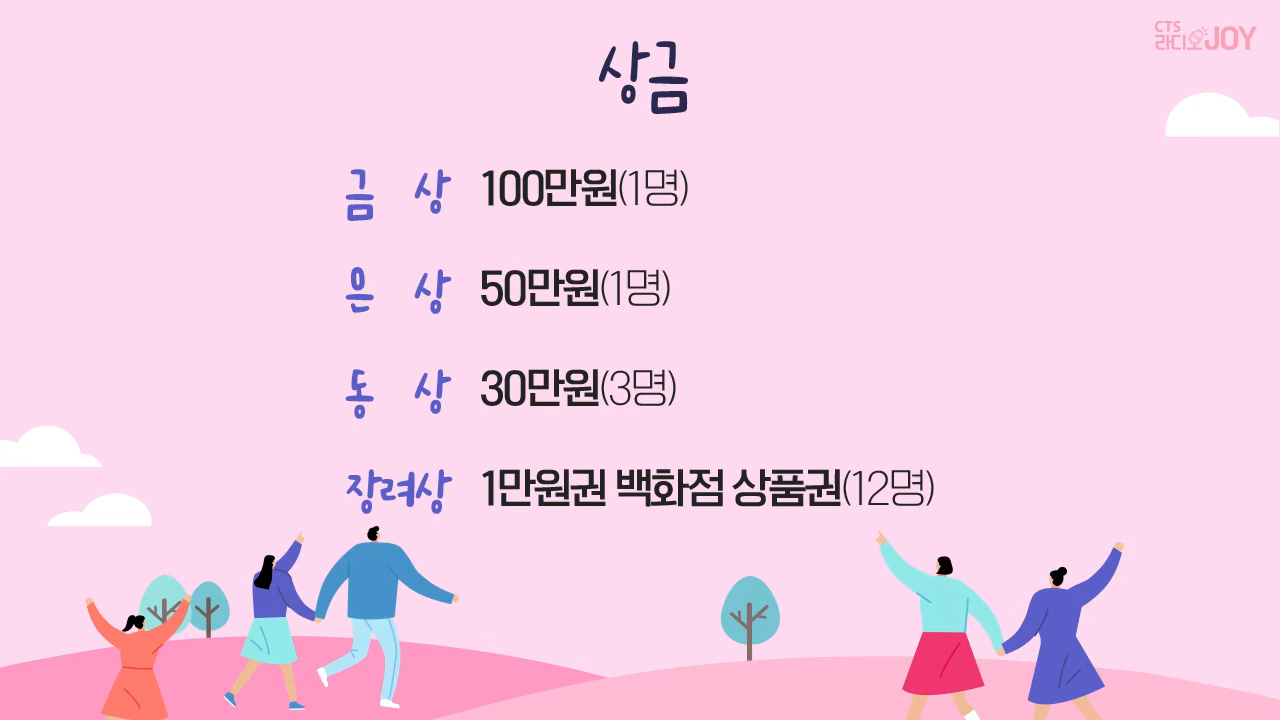 CTS
라디오JOY
상금
금 상 100만원(1명)
은 상 50만원(1명)
동 상 30만원(3명)
장려상 1만원권 백화점 상품권(12명)